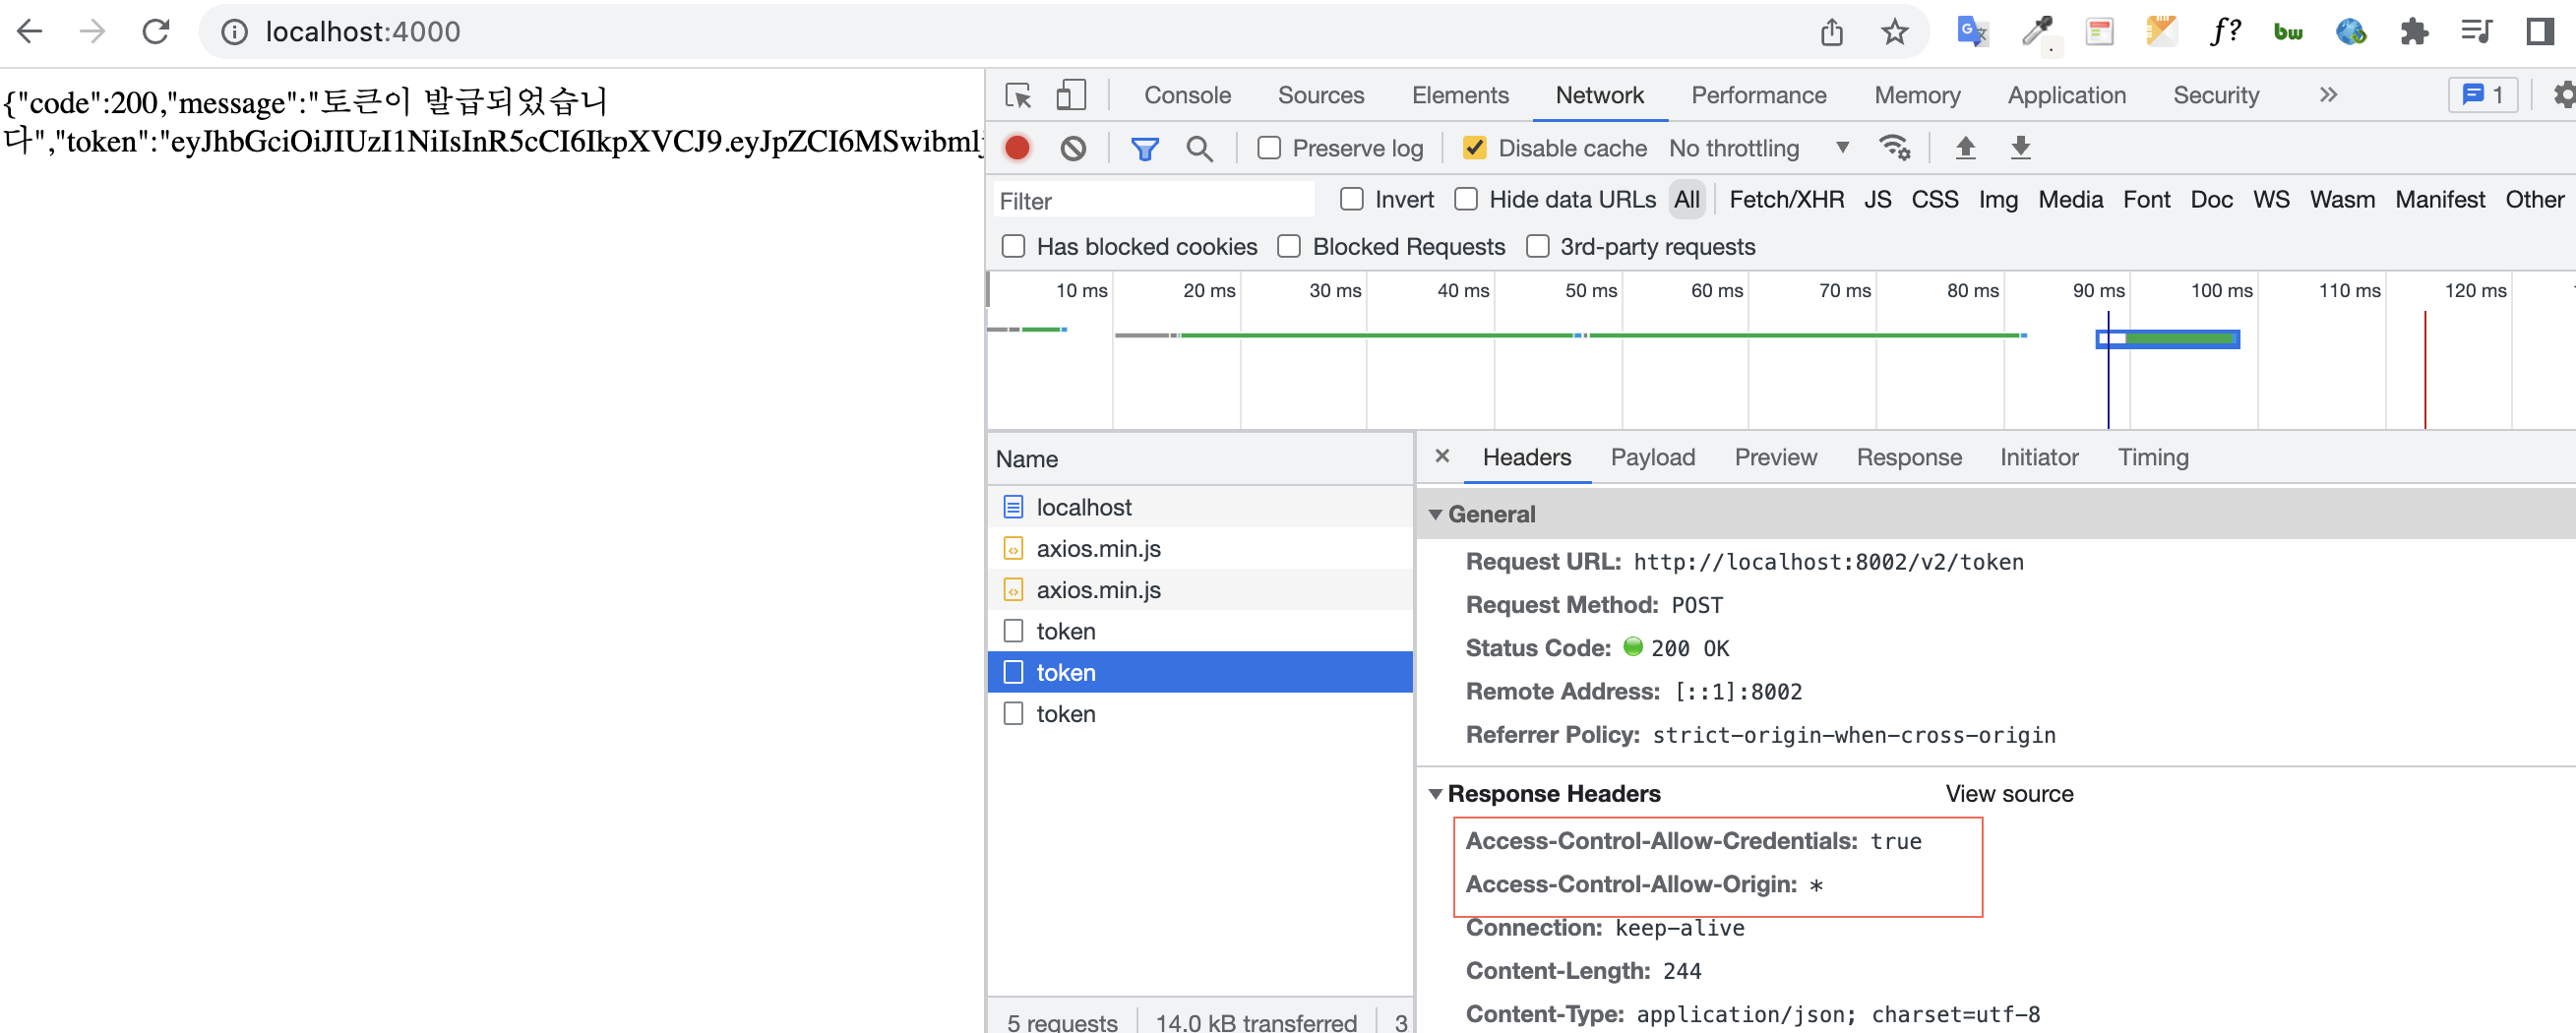 localhost:4000
f?
bw
{"code":200,"message":"토큰이 발급되었습니
다","token":"eyJhbGciOiJIUzI1NiIsInR5cCI6IkpXVCJ9.eyJpZCI6MSwibmlj
Console Sources Elements Network Performance Memory Application Security » 1
Preserve log Disable cache No throttling
Filter Invert Hide data URLs All Fetch/XHR JS CSS Img Media Font Doc WS Wasm Manifest Other
Has blocked cookies Blocked Requests 3rd-party requests
10 ms 20 ms 30 ms 40 ms 50 ms 60 ms 70 ms 80 ms 90 ms 100 ms 110 ms 120 ms
Name
localhost
axios.min.js
axios.min.js
token
token
token
5 requests 14.0 kB transferred 3
× Headers Payload Preview Response Initiator Timing
General
Request URL: http://localhost:8002/v2/token
Request Method: POST
Status Code: 200 OK
Remote Address: [::1]:8002
Referrer Policy: strict-origin-when-cross-origin
Response Headers View source
Access-Control-Allow-Credentials: true
Access-Control-Allow-Origin: *
Connection: keep-alive
Content-Length: 244
Content-Type: application/json; charset=utf-8